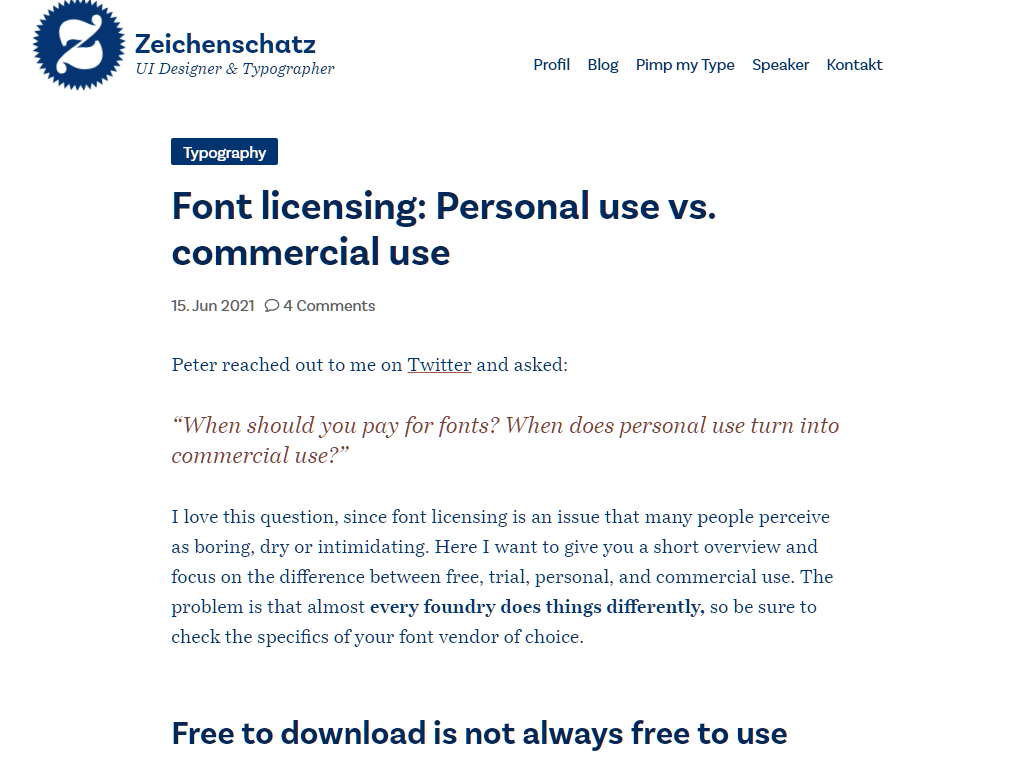 Zeichenschatz
UI Designer & Typographer
Profil Blog Pimp my Type Speaker Kontakt
Typography
Font licensing: Personal use vs.
commercial use
15. Jun 2021 4 Comments
Peter reached out to me on Twitter and asked:
“When should you pay for fonts? When does personal use turn into
commercial use?”
I love this question, since font licensing is an issue that many people perceive
as boring, dry or intimidating. Here I want to give you a short overview and
focus on the difference between free, trial, personal, and commercial use. The
problem is that almost every foundry does things differently, so be sure to
check the specifics of your font vendor of choice.
Free to download is not always free to use